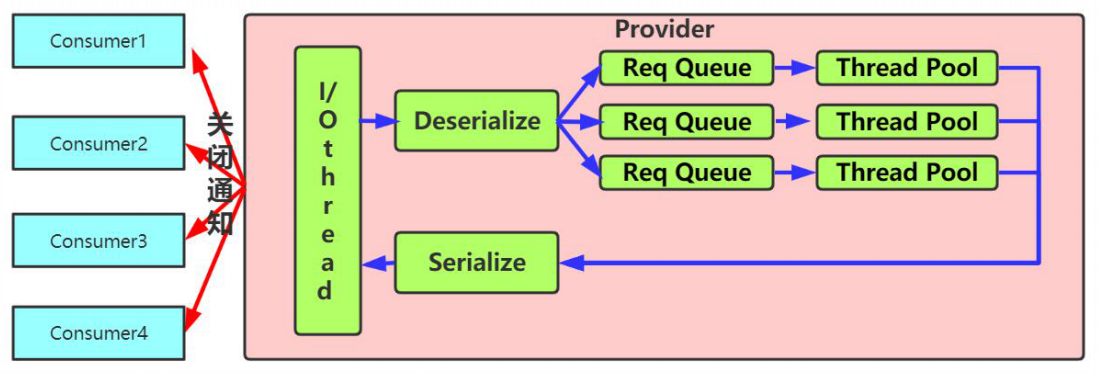 Consumer1
Consumer2
Consumer3
Consumer4
关闭通知
Provider
I/Othread
Deserialize
Req Queue
Thread Pool
Req Queue
Thread Pool
Req Queue
Thread Pool
Serialize